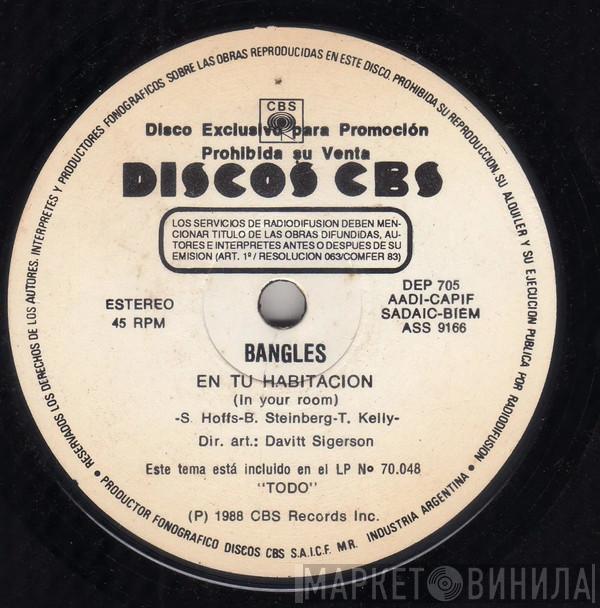 RESERVADOS LOS DERECHOS DE LOS AUTORES. INTERPRETES Y PRODUCTORES FONOGRAFICOS SOBRE LAS OBRAS REPRODUCIDAS EN ESTE DISCO. PROHIBIDA SU REPRODUCCION. SU ALQUILER Y SU EJECUCION PUBLICA POR RADIODIFUSION
CBS
Disco Exclusivo para Promoción
Prohibida su Venta
DISCOS CBS
LOS SERVICIOS DE RADIODIFUSION DEBEN MEN-
CIONAR TITULO DE LAS OBRAS DIFUNDIDAS, AU-
TORES E INTERPRETES ANTES O DESPUES DE SU
EMISION (ART. 1º / RESOLUCION 063/COMFER 83)
ESTEREO
45 RPM
DEP 705
AADI-CAPIF
SADAIC-BIEM
ASS 9166
BANGLES
EN TU HABITACION
(In your room)
-S. Hoffs-B. Steinberg-T. Kelly-
Dir. art.: Davitt Sigerson
Este tema está incluido en el LP Nº 70.048
"TODO"
(P) 1988 CBS Records Inc.
• PRODUCTOR FONOGRAFICO DISCOS CBS S.A.I.C.F. M.R. INDUSTRIA ARGENTINA •
МАРКЕТ ВИНИЛА